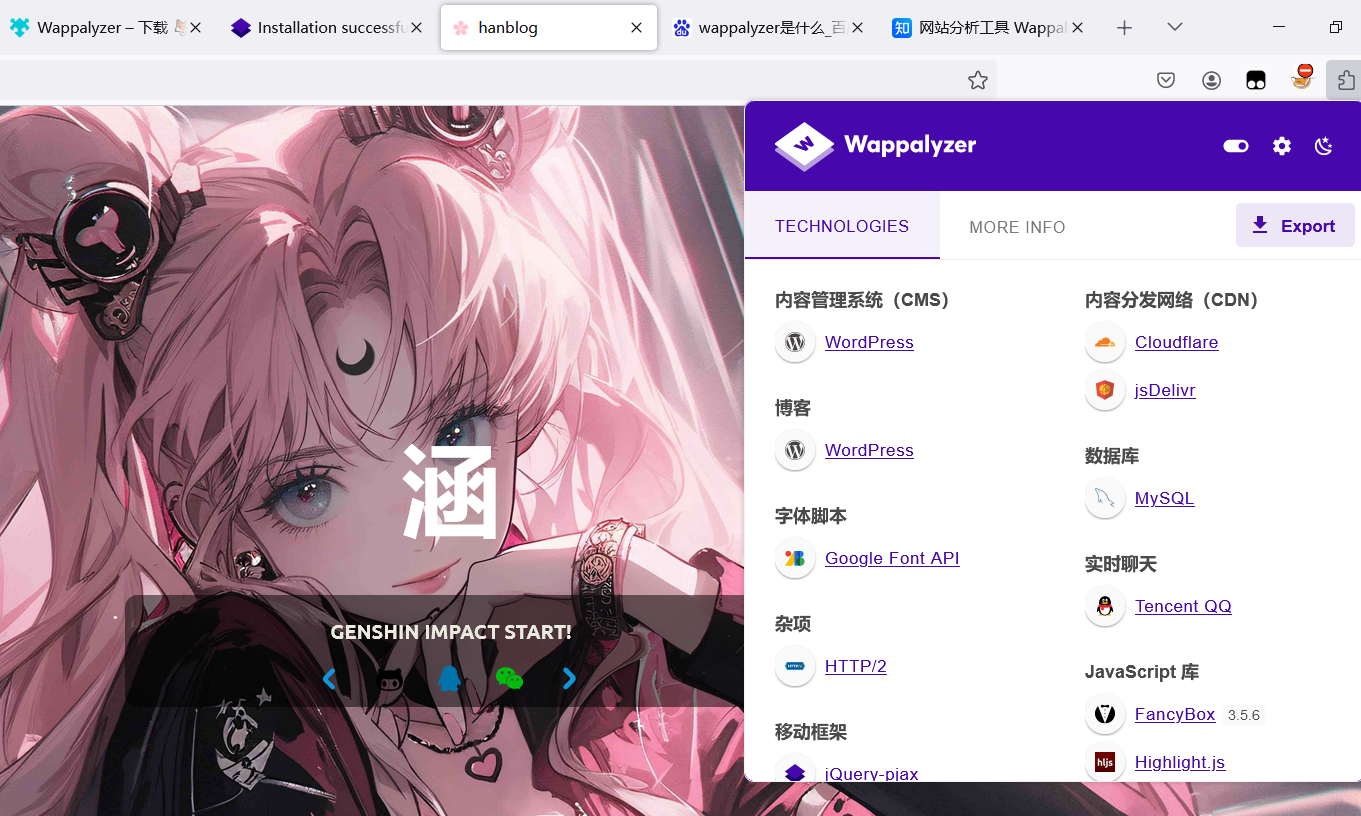 Wappalyzer – 下载
Installation successfu
hanblog
wappalyzer是什么_百
网站分析工具 Wappal
Wappalyzer
TECHNOLOGIES
MORE INFO
Export
内容管理系统（CMS）
WordPress
博客
WordPress
字体脚本
Google Font API
杂项
HTTP/2
移动框架
jQuery-pjax
内容分发网络（CDN）
Cloudflare
jsDelivr
数据库
MySQL
实时聊天
Tencent QQ
JavaScript 库
FancyBox 3.5.6
Highlight.js
涵
GENSHIN IMPACT START!